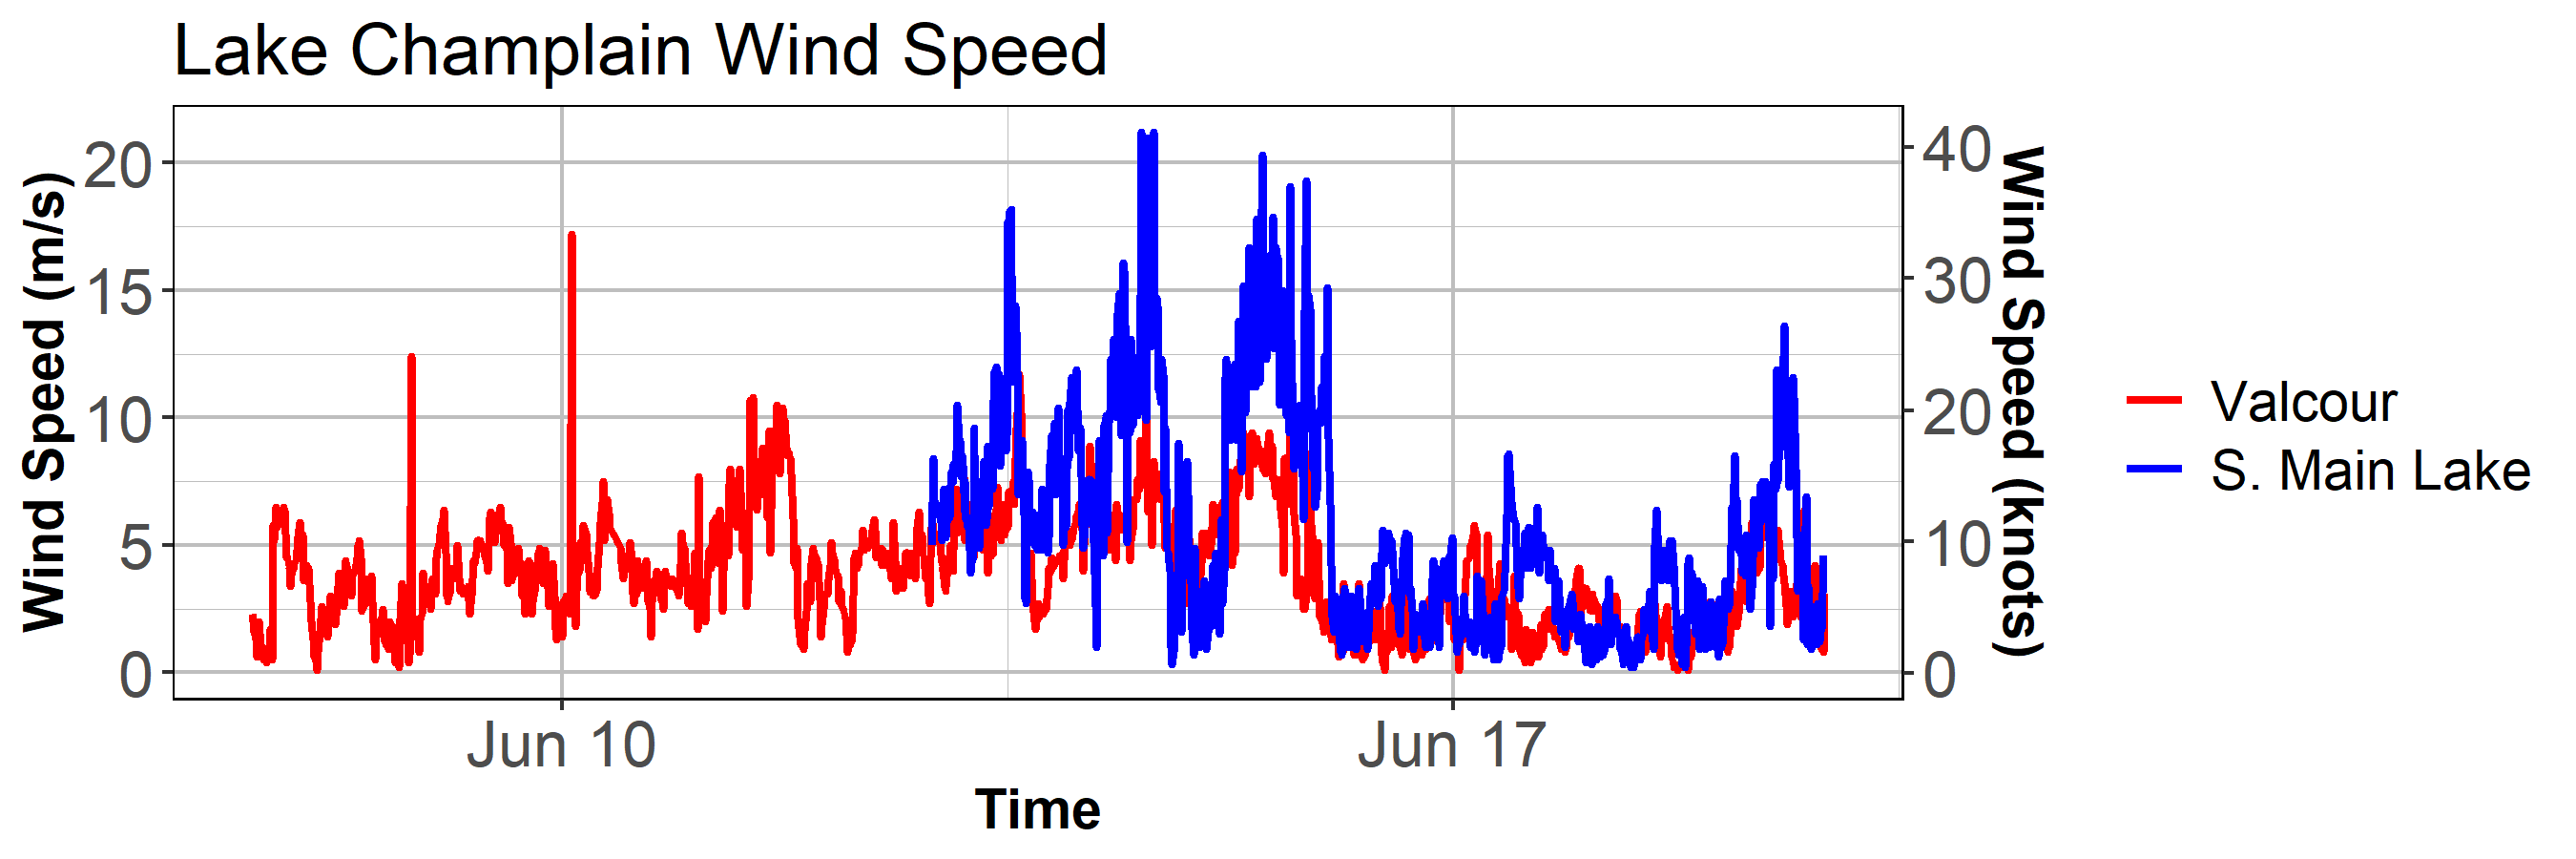 Lake Champlain Wind Speed
Wind Speed (m/s)
20
15
10
5
0
40
30
20
10
0
Wind Speed (knots)
Jun 10
Jun 17
Time
Valcour
S. Main Lake